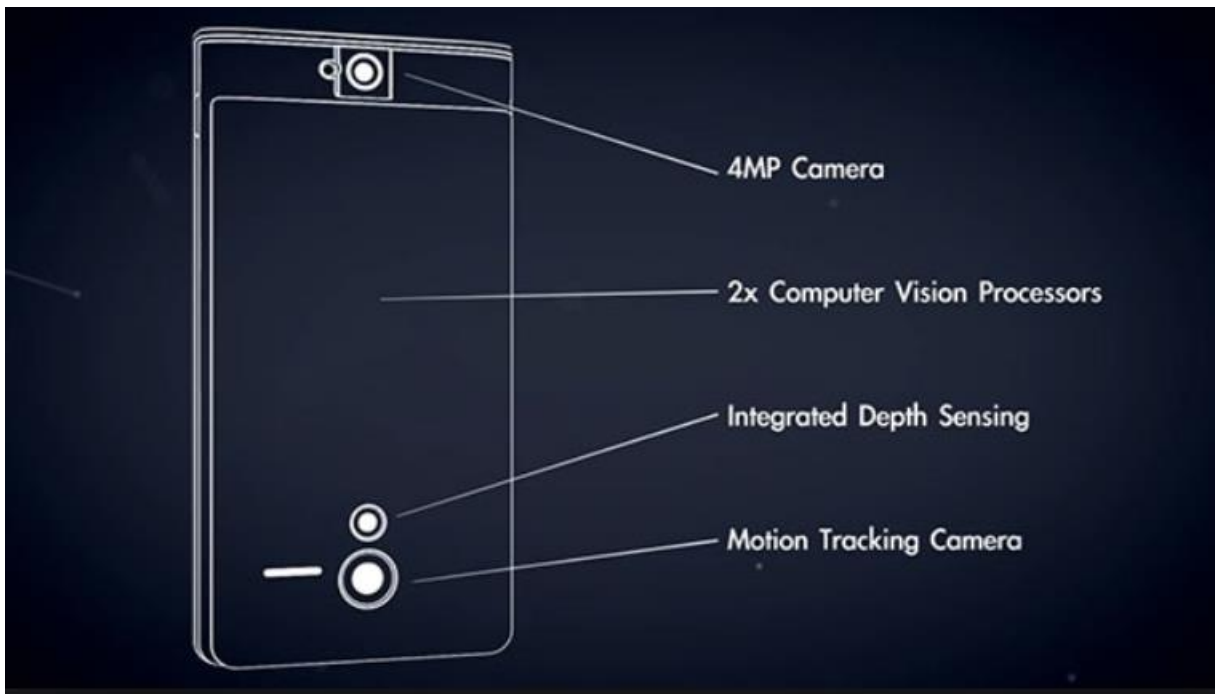 4MP Camera
2x Computer Vision Processors
Integrated Depth Sensing
Motion Tracking Camera